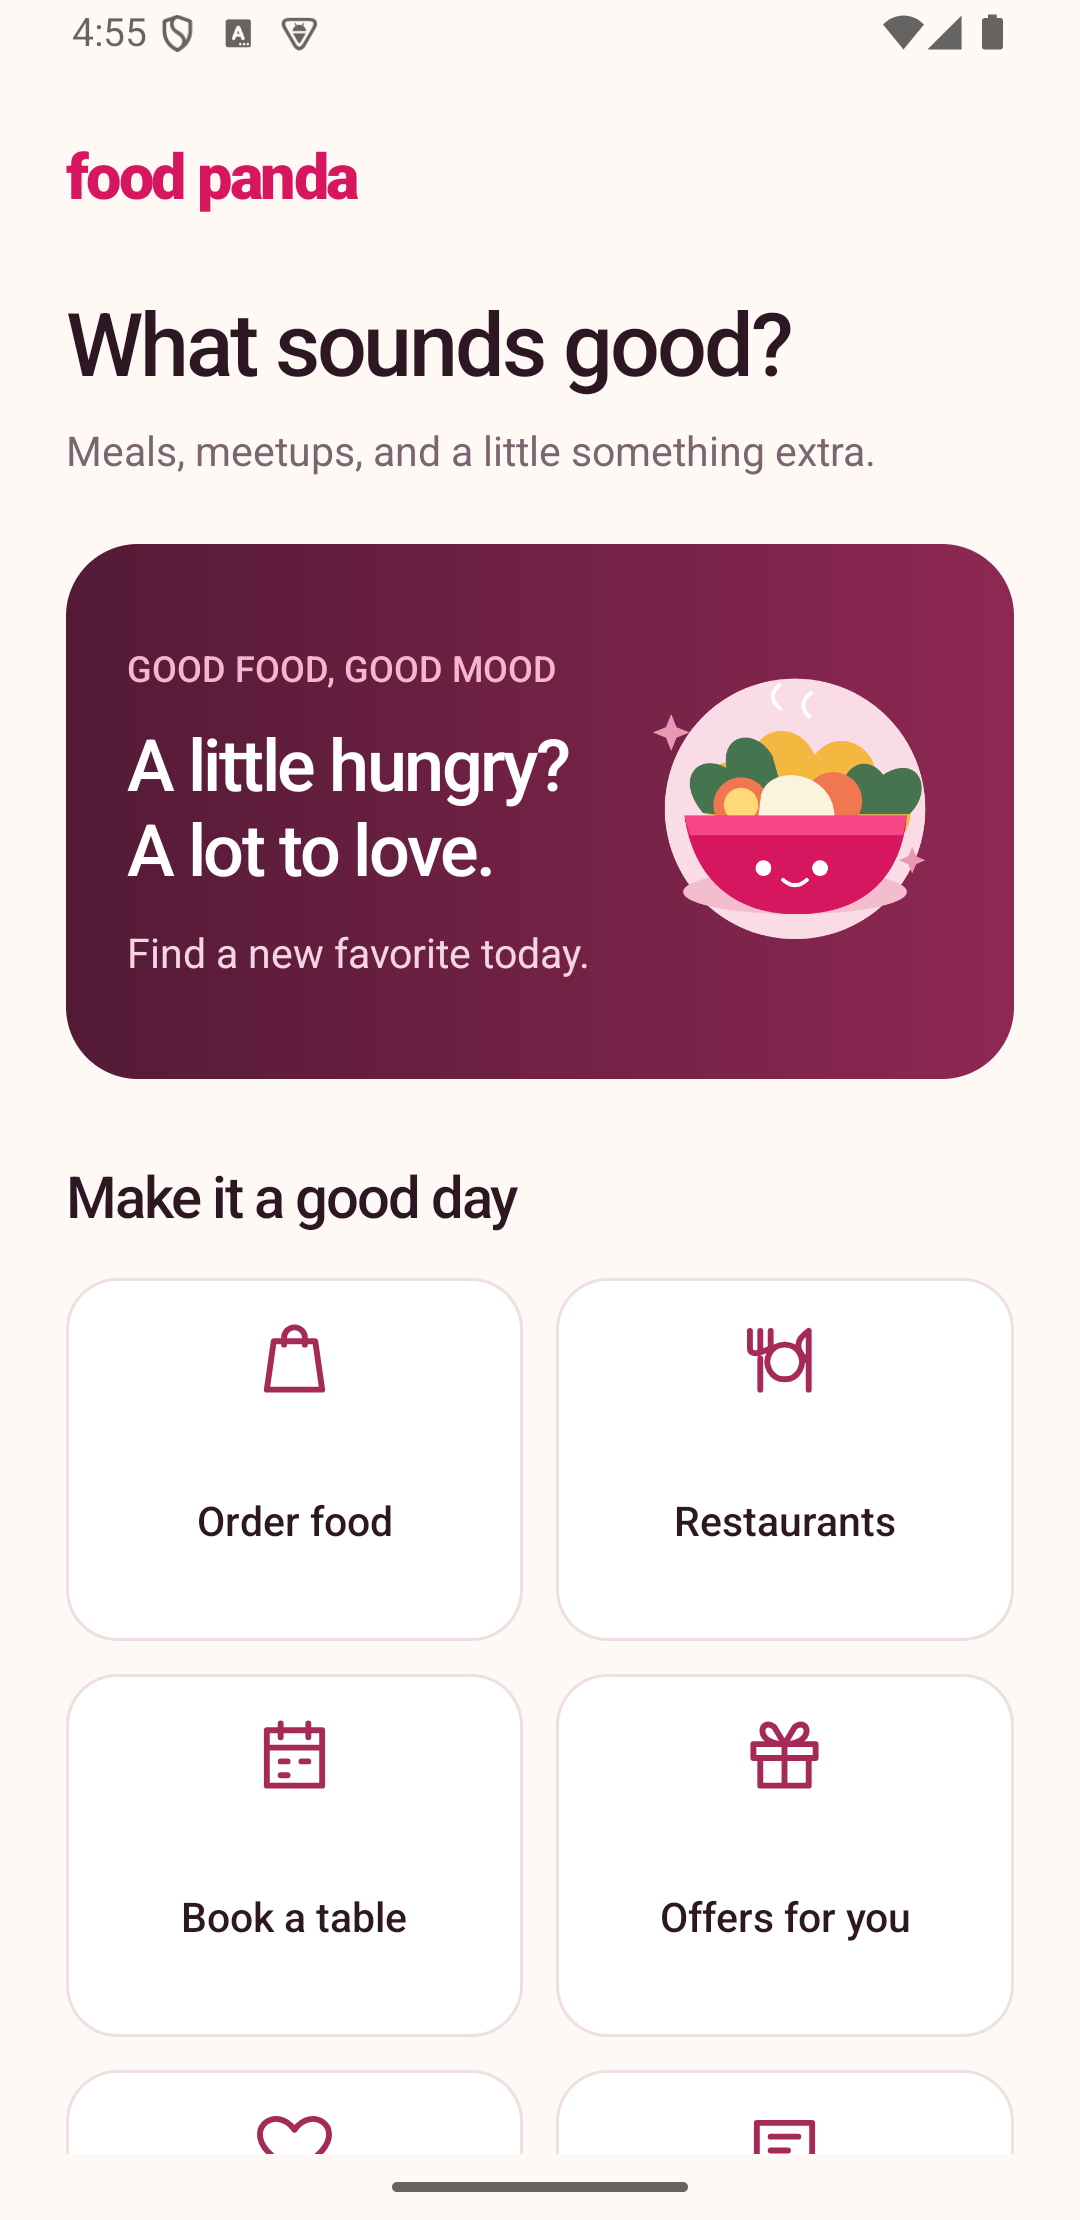 4:55
food panda
What sounds good?
Meals, meetups, and a little something extra.
GOOD FOOD, GOOD MOOD
A little hungry?
A lot to love.
Find a new favorite today.
Make it a good day
Order food
Restaurants
Book a table
Offers for you